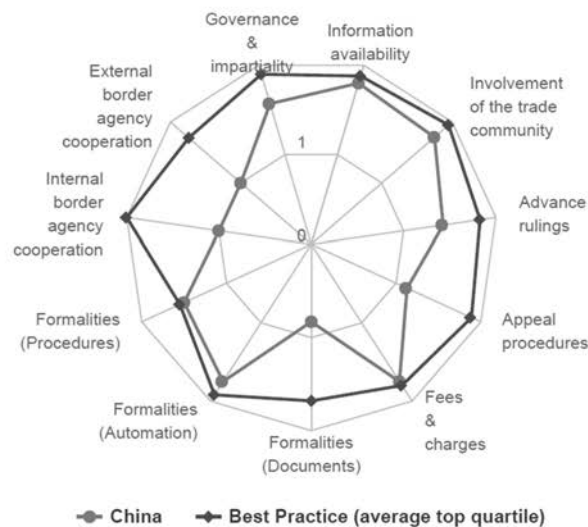 Governance
&
impartiality
Information
availability
Involvement
of the trade
community
Advance
rulings
Appeal
procedures
Fees
&
charges
Formalities
(Documents)
Formalities
(Automation)
Formalities
(Procedures)
Internal
border
agency
cooperation
External
border
agency
cooperation
1
0
China
Best Practice (average top quartile)